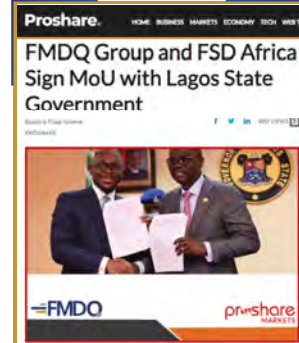 Proshare.
HOME BUSINESS MARKETS ECONOMY TECH WEB T
FMDQ Group and FSD Africa
Sign MoU with Lagos State
Government
FMDQ
proshare
MARKETS